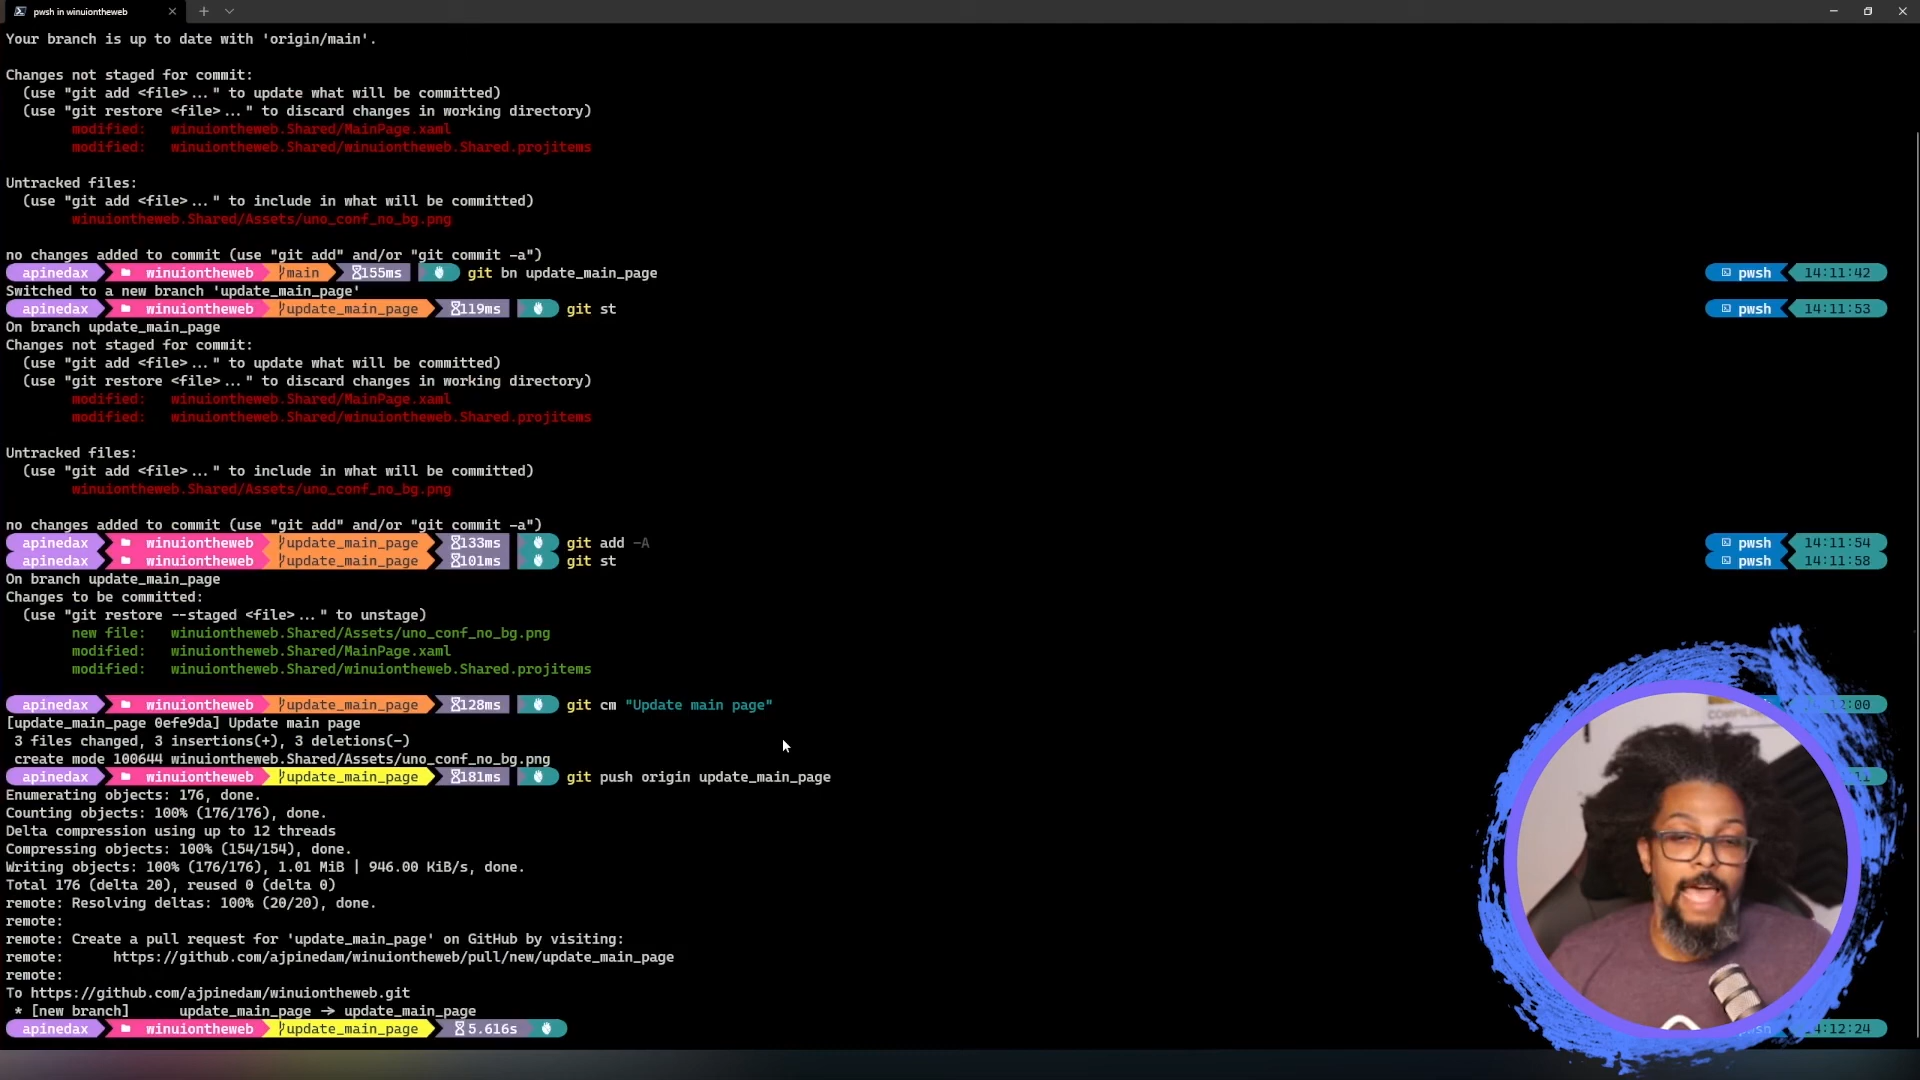 pwsh in winuiontheweb
Your branch is up to date with 'origin/main'.
Changes not staged for commit:
(use "git add <file>..." to update what will be committed)
(use "git restore <file>..." to discard changes in working directory)
modified: winuiontheweb.Shared/MainPage.xaml
modified: winuiontheweb.Shared/winuiontheweb.Shared.projitems
Untracked files:
(use "git add <file>..." to include in what will be committed)
winuiontheweb.Shared/Assets/uno_conf_no_bg.png
no changes added to commit (use "git add" and/or "git commit -a")
apinedax winuiontheweb main 155ms git bn update_main_page pwsh 14:11:42
Switched to a new branch 'update_main_page'
apinedax winuiontheweb update_main_page 119ms git st pwsh 14:11:53
On branch update_main_page
Changes not staged for commit:
(use "git add <file>..." to update what will be committed)
(use "git restore <file>..." to discard changes in working directory)
modified: winuiontheweb.Shared/MainPage.xaml
modified: winuiontheweb.Shared/winuiontheweb.Shared.projitems
Untracked files:
(use "git add <file>..." to include in what will be committed)
winuiontheweb.Shared/Assets/uno_conf_no_bg.png
no changes added to commit (use "git add" and/or "git commit -a")
apinedax winuiontheweb update_main_page 133ms git add -A pwsh 14:11:54
apinedax winuiontheweb update_main_page 101ms git st pwsh 14:11:58
On branch update_main_page
Changes to be committed:
(use "git restore --staged <file>..." to unstage)
new file: winuiontheweb.Shared/Assets/uno_conf_no_bg.png
modified: winuiontheweb.Shared/MainPage.xaml
modified: winuiontheweb.Shared/winuiontheweb.Shared.projitems
apinedax winuiontheweb update_main_page 128ms git cm "Update main page"
[update_main_page 0efe9da] Update main page
3 files changed, 3 insertions(+), 3 deletions(-)
create mode 100644 winuiontheweb.Shared/Assets/uno_conf_no_bg.png
apinedax winuiontheweb update_main_page 181ms git push origin update_main_page
Enumerating objects: 176, done.
Counting objects: 100% (176/176), done.
Delta compression using up to 12 threads
Compressing objects: 100% (154/154), done.
Writing objects: 100% (176/176), 1.01 MiB | 946.00 KiB/s, done.
Total 176 (delta 20), reused 0 (delta 0)
remote: Resolving deltas: 100% (20/20), done.
remote:
remote: Create a pull request for 'update_main_page' on GitHub by visiting:
remote: https://github.com/ajpinedam/winuiontheweb/pull/new/update_main_page
remote:
To https://github.com/ajpinedam/winuiontheweb.git
* [new branch] update_main_page -> update_main_page
apinedax winuiontheweb update_main_page 5.616s pwsh 14:12:24